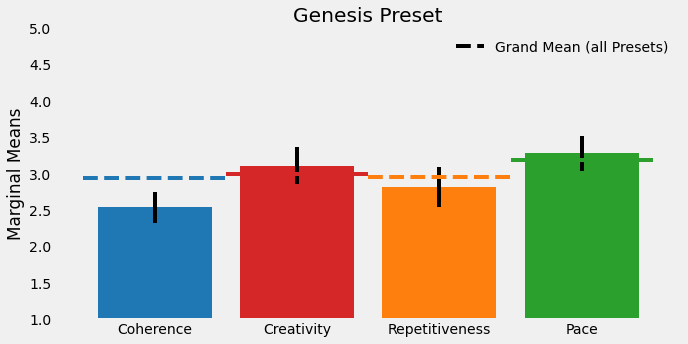 Genesis Preset
Grand Mean (all Presets)
Marginal Means
5.0
4.5
4.0
3.5
3.0
2.5
2.0
1.5
1.0
Coherence Creativity Repetitiveness Pace